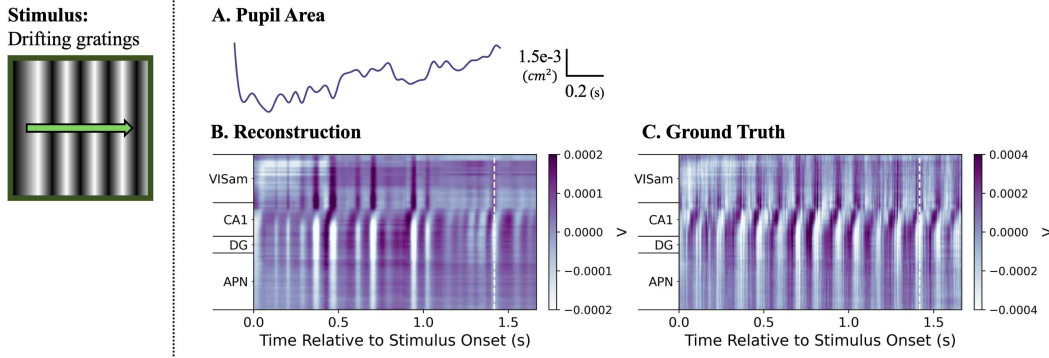 Stimulus:
Drifting gratings
A. Pupil Area
1.5e-3
(cm²)
0.2 (s)
B. Reconstruction
VISam
CA1
DG
APN
0.0
0.5
1.0
1.5
Time Relative to Stimulus Onset (s)
0.0002
0.0001
0.0000
−0.0001
−0.0002
V
C. Ground Truth
VISam
CA1
DG
APN
0.0
0.5
1.0
1.5
Time Relative to Stimulus Onset (s)
0.0004
0.0002
0.0000
−0.0002
−0.0004
V